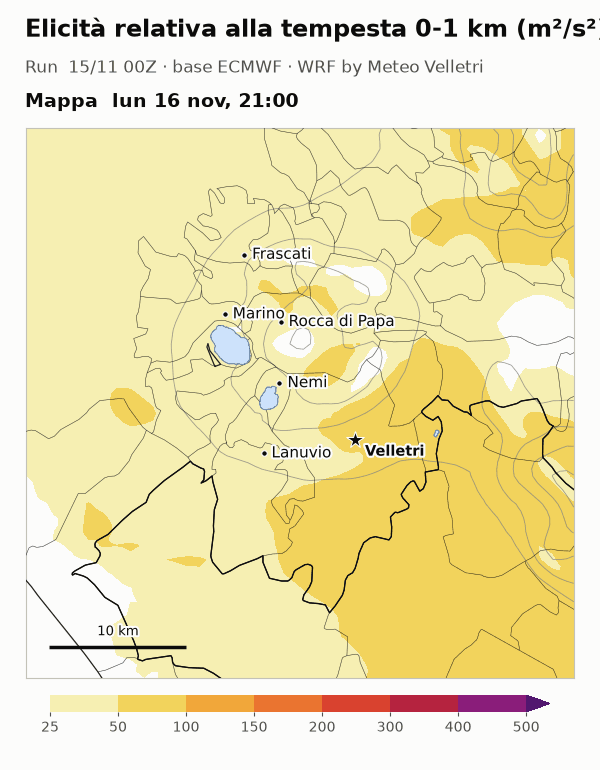 Elicità relativa alla tempesta 0-1 km (m²/s²)
Run  15/11 00Z · base ECMWF · WRF by Meteo Velletri
Mappa  lun 16 nov, 21:00
Frascati
Marino
Rocca di Papa
Nemi
Velletri
Lanuvio
10 km
25 50 100 150 200 300 400 500